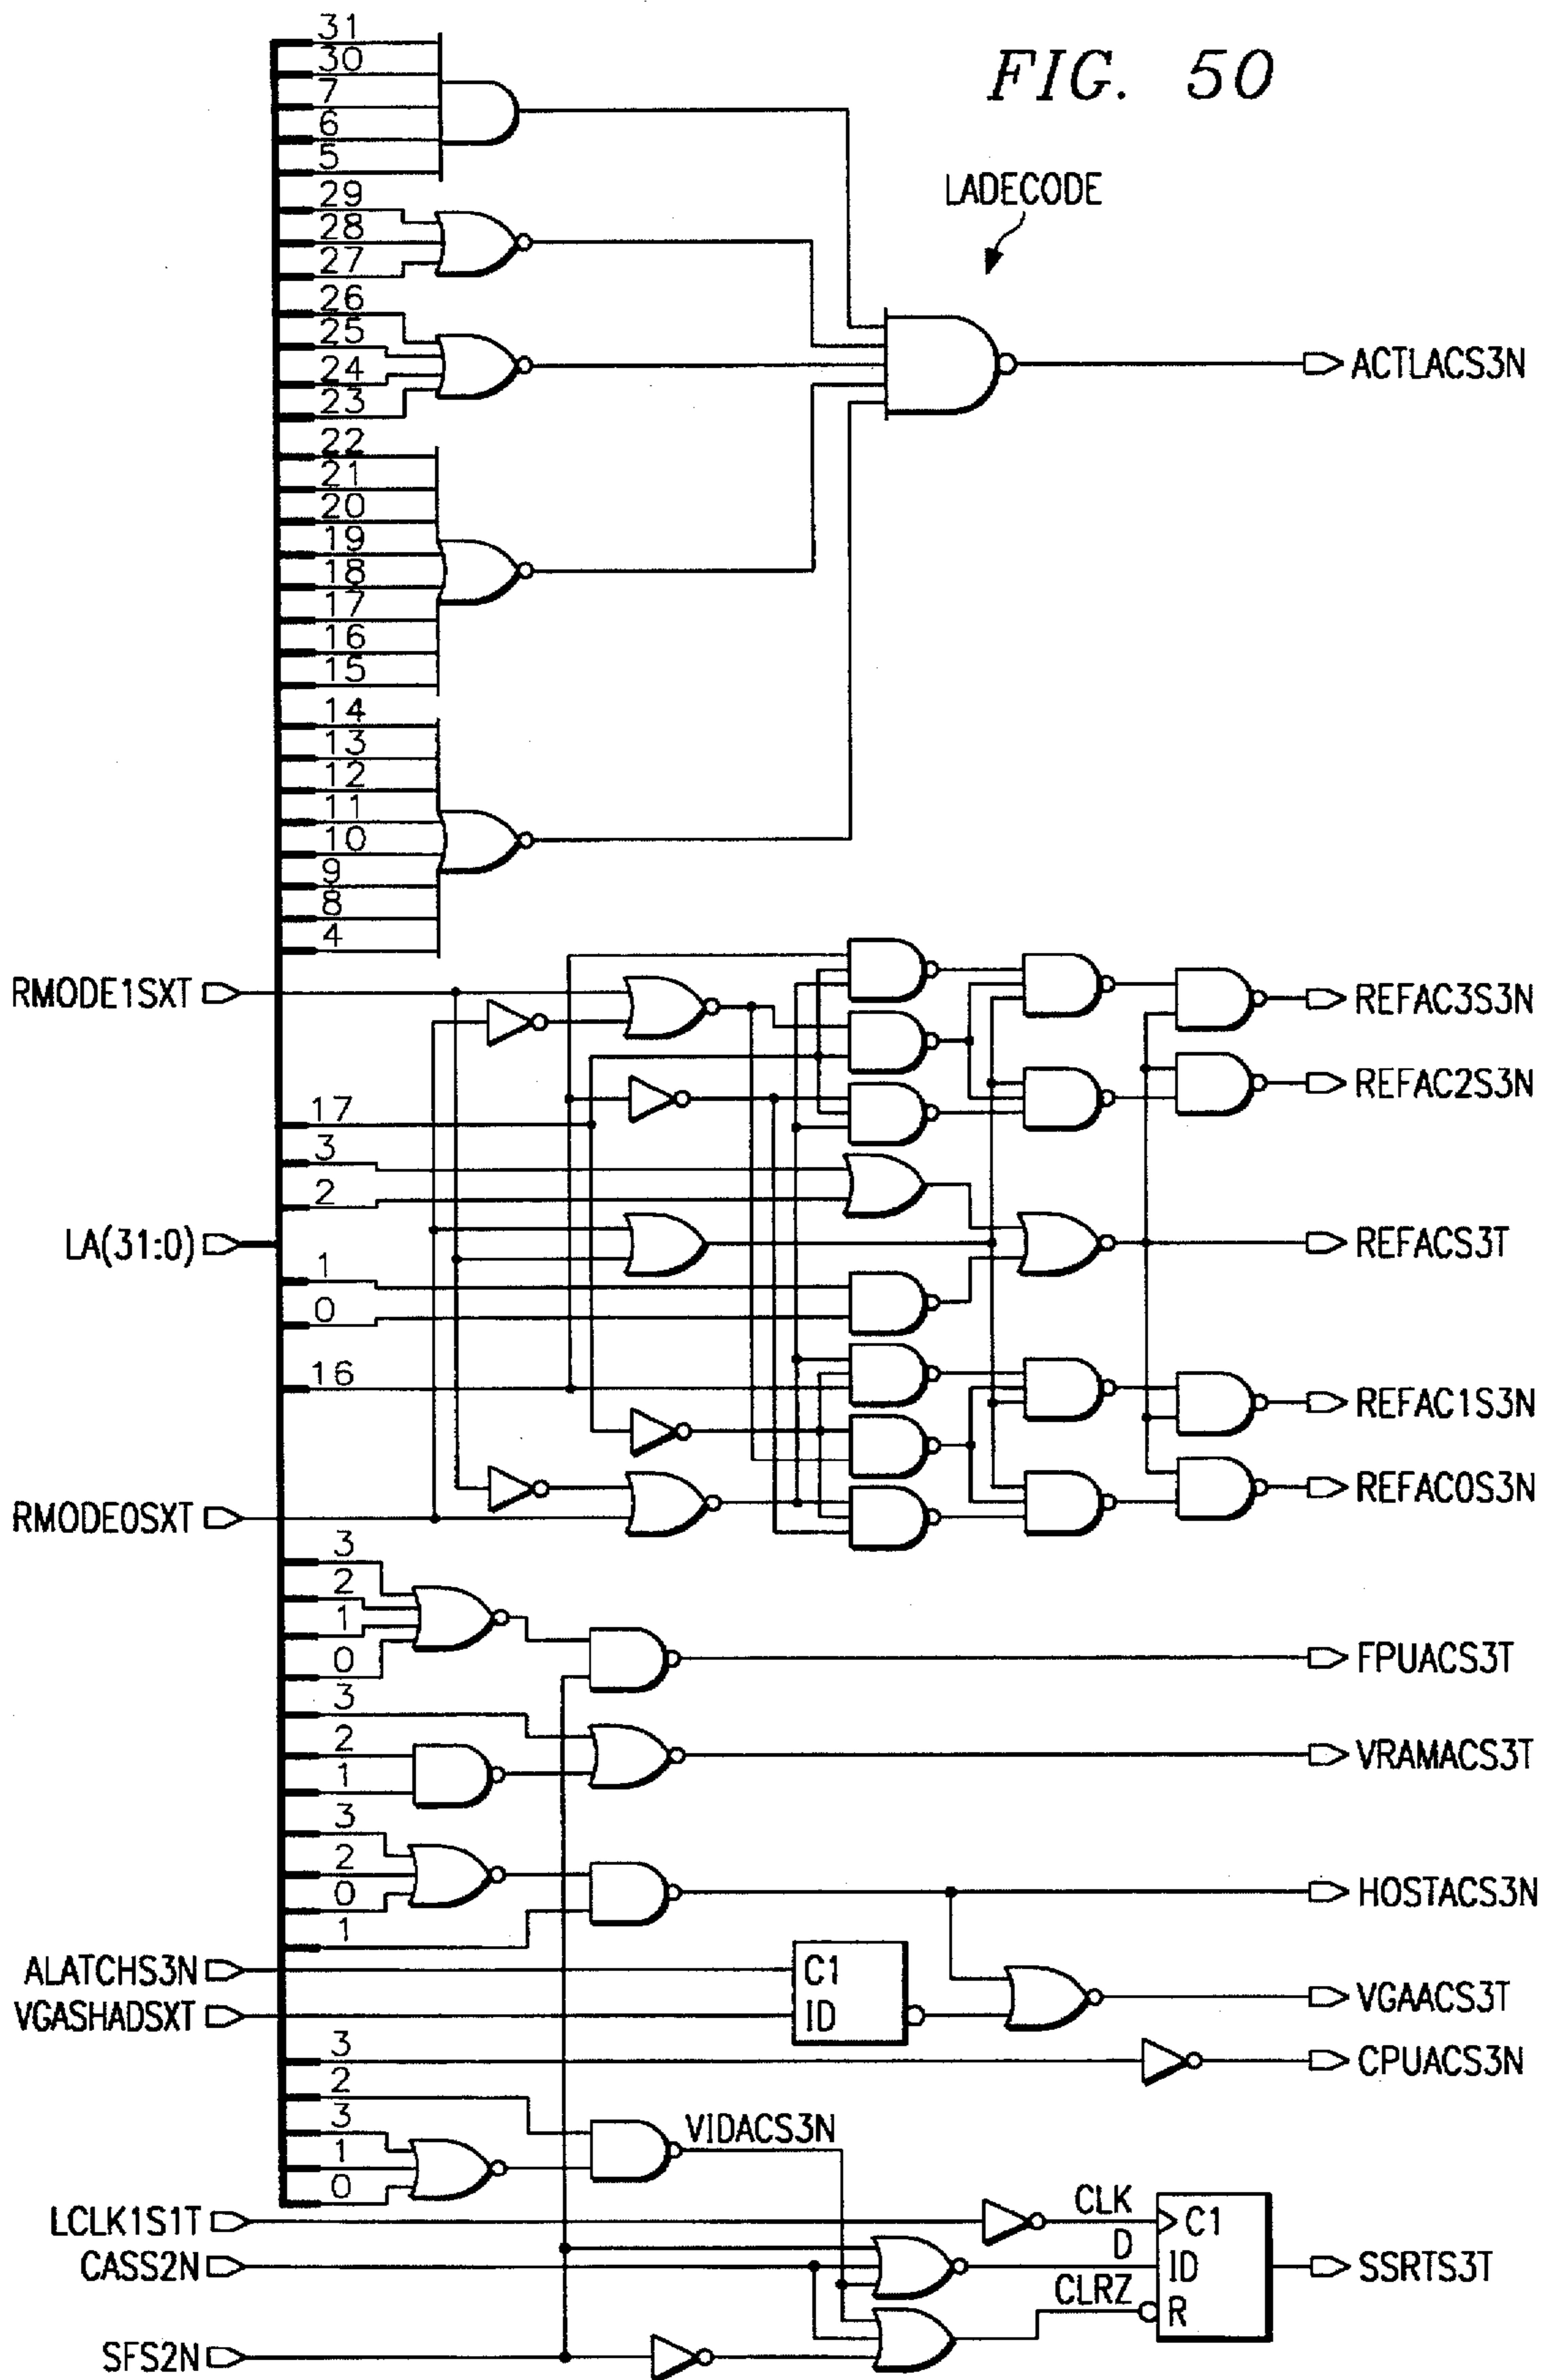 FIG. 50
LADECODE
31
30
7
6
5
29
28
27
26
25
24
23
ACTLACS3N
22
21
20
19
18
17
16
15
14
13
12
11
10
9
8
4
RMODE1SXT
REFAC3S3N
REFAC2S3N
17
3
2
LA(31:0)
REFACS3T
1
0
16
REFAC1S3N
REFAC0S3N
RMODE0SXT
3
2
1
0
FPUACS3T
3
2
1
VRAMACS3T
3
2
0
1
HOSTACS3N
ALATCHS3N
C1
VGASHADSXT
ID
VGAACS3T
3
CPUACS3N
2
3
1
0
VIDACS3N
LCLK1S1T
CLK
C1
CASS2N
D
ID
SSRTS3T
CLRZ
R
SFS2N